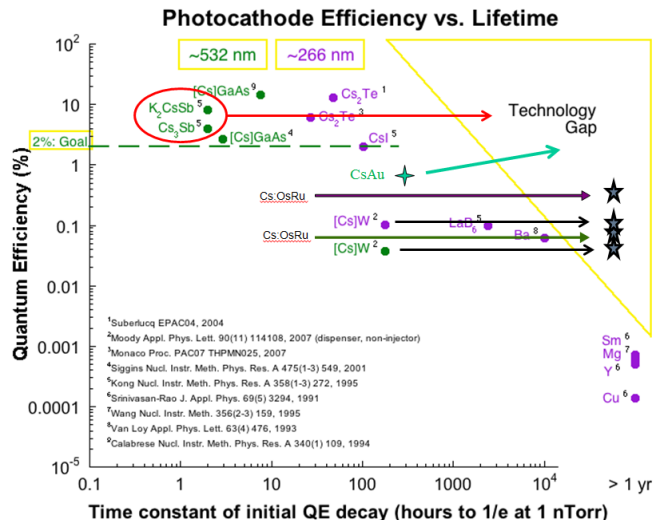 Photocathode Efficiency vs. Lifetime
~532 nm
~266 nm
Quantum Efficiency (%)
10²
10
1
0.1
0.01
0.001
0.0001
10⁻⁵
2%: Goal
[Cs]GaAs ⁹
Cs₂Te ¹
K₂CsSb ⁵
Cs₂Te ³
Cs₃Sb ⁵
[Cs]GaAs ⁴
CsI ⁵
Technology
Gap
CsAu
Cs:OsRu
[Cs]W ²
LaB₆ ⁵
Cs:OsRu
Ba ⁸
[Cs]W ²
Sm ⁶
Mg ⁷
Y ⁶
Cu ⁶
¹Suberlucq EPAC04, 2004
²Moody Appl. Phys. Lett. 90(11) 114108, 2007 (dispenser, non-injector)
³Monaco Proc. PAC07 THPMN025, 2007
⁴Siggins Nucl. Instr. Meth. Phys. Res. A 475(1-3) 549, 2001
⁵Kong Nucl. Instr. Meth. Phys. Res. A 358(1-3) 272, 1995
⁶Srinivasan-Rao J. Appl. Phys. 69(5) 3294, 1991
⁷Wang Nucl. Instr. Meth. 356(2-3) 159, 1995
⁸Van Loy Appl. Phys. Lett. 63(4) 476, 1993
⁹Calabrese Nucl. Instr. Meth. Phys. Res. A 340(1) 109, 1994
0.1
1
10
100
1000
10⁴
> 1 yr
Time constant of initial QE decay (hours to 1/e at 1 nTorr)